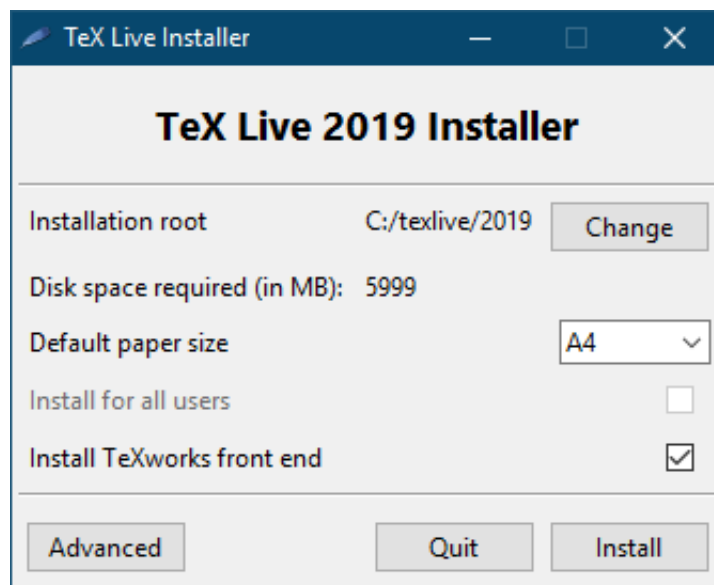 TeX Live Installer
TeX Live 2019 Installer
Installation root C:/texlive/2019 Change
Disk space required (in MB): 5999
Default paper size A4
Install for all users
Install TeXworks front end
Advanced Quit Install